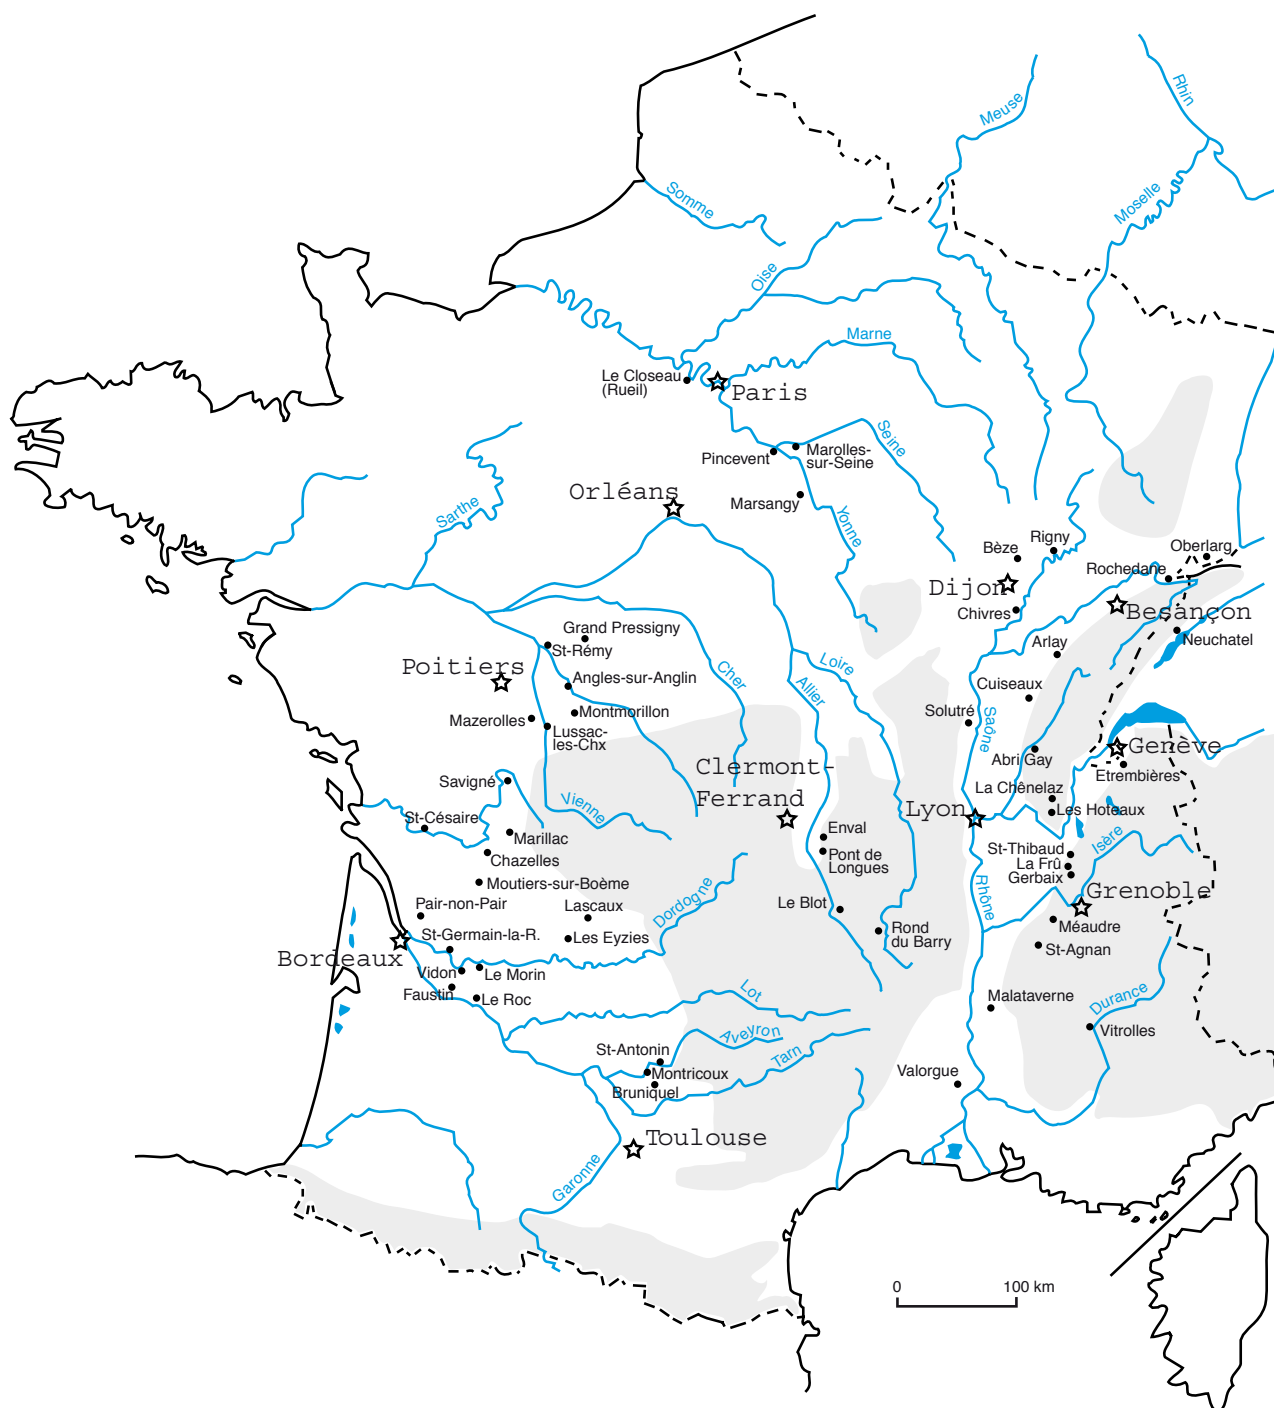 Meuse
Rhin
Somme
Moselle
Oise
Marne
Le Closeau
(Rueil)
Paris
Seine
Pincevent
Marolles-
sur-Seine
Orléans
Marsangy
Sarthe
Yonne
Rigny
Bèze
Oberlarg
Rochedane
Dijon
Besançon
Chivres
Grand Pressigny
St-Rémy
Neuchatel
Arlay
Poitiers
Cher
Loire
Angles-sur-Anglin
Allier
Cuiseaux
Montmorillon
Solutré
Saône
Mazerolles
Lussac-
les-Chx
Genève
Abri Gay
Etrembières
Clermont-
Ferrand
Savigné
La Chênelaz
Vienne
Lyon
Les Hoteaux
St-Césaire
Marillac
Enval
Isère
St-Thibaud
Chazelles
Pont de
Longues
La Frû
Gerbaix
Moutiers-sur-Boème
Dordogne
Rhône
Grenoble
Pair-non-Pair
Lascaux
Le Blot
Méaudre
St-Germain-la-R.
Les Eyzies
Rond
du Barry
St-Agnan
Bordeaux
Vidon
Le Morin
Faustin
Le Roc
Lot
Malataverne
Durance
Vitrolles
Aveyron
St-Antonin
Tarn
Montricoux
Bruniquel
Valorgue
Toulouse
Garonne
0 100 km